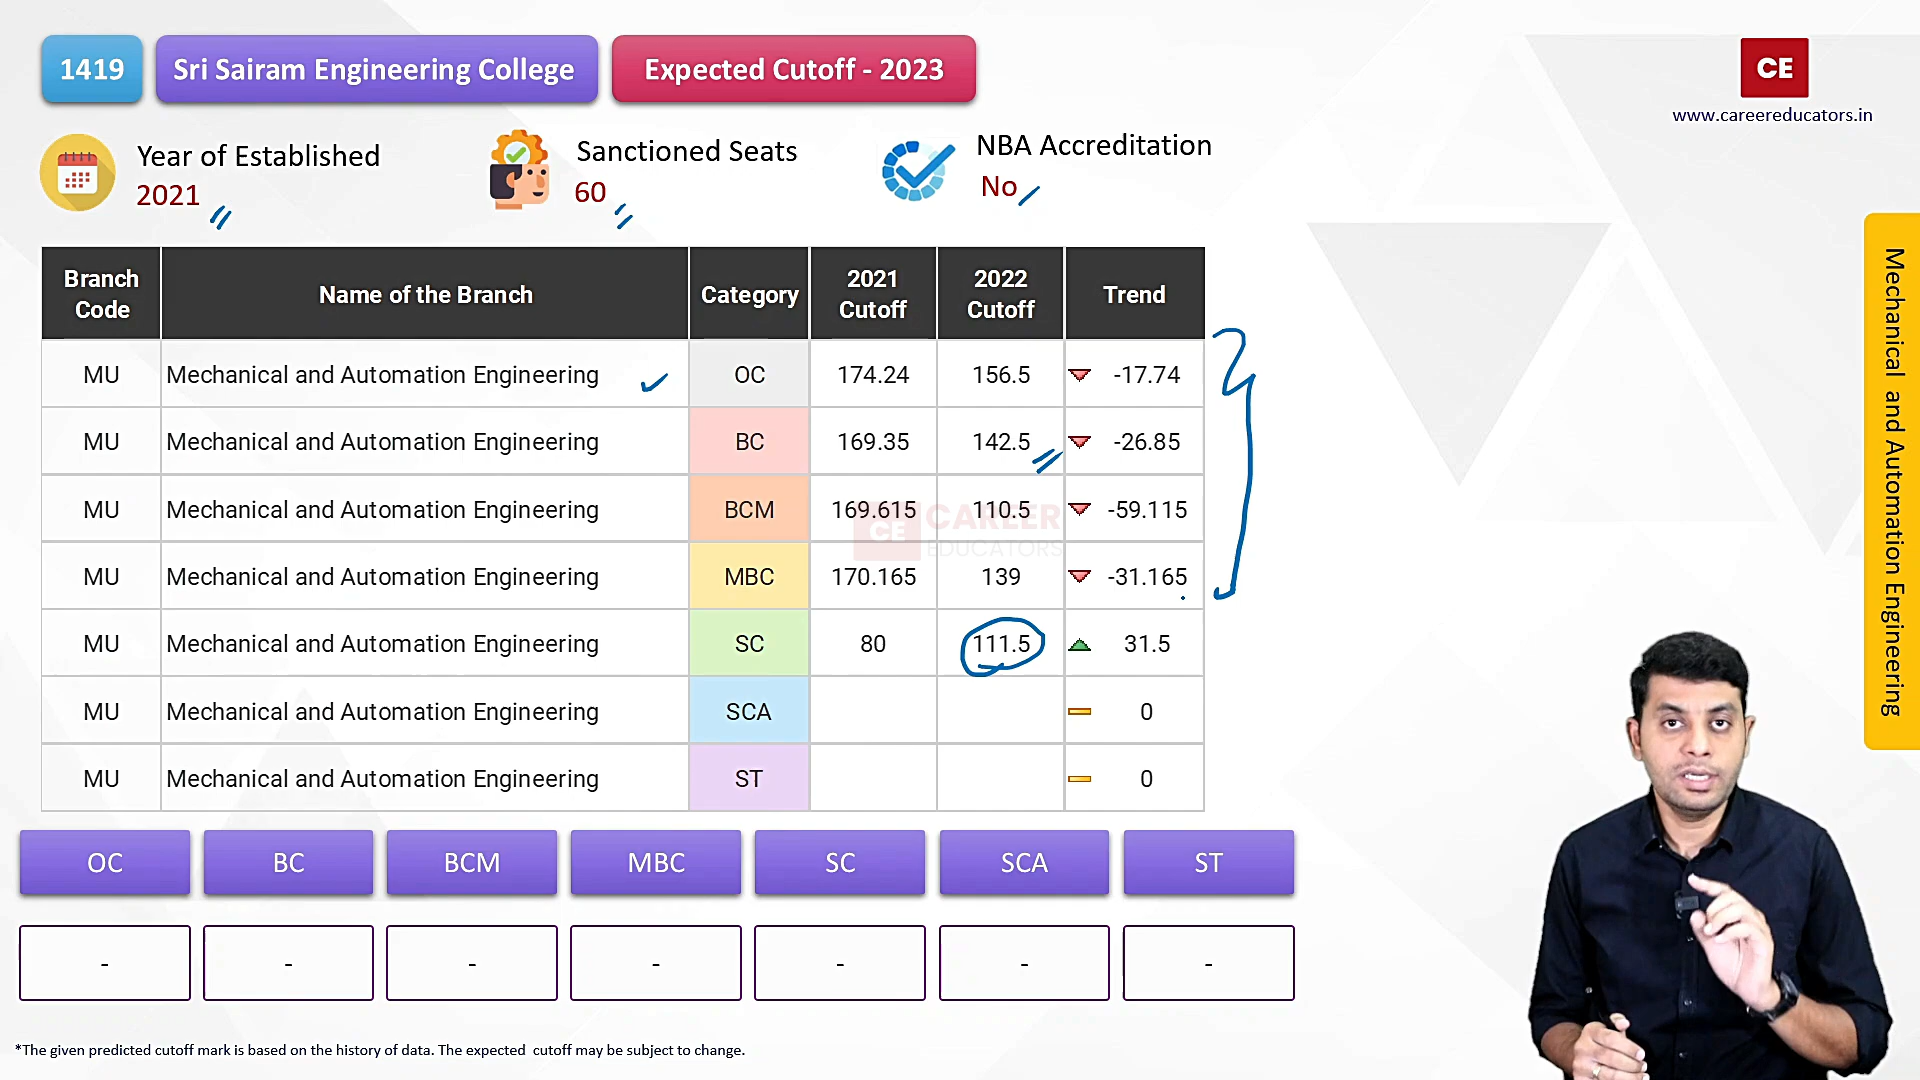 1419 Sri Sairam Engineering College Expected Cutoff - 2023
CE
www.careereducators.in
Year of Established
2021
Sanctioned Seats
60
NBA Accreditation
No
Branch Code Name of the Branch Category 2021 Cutoff 2022 Cutoff Trend
MU Mechanical and Automation Engineering OC 174.24 156.5 -17.74
MU Mechanical and Automation Engineering BC 169.35 142.5 -26.85
MU Mechanical and Automation Engineering BCM 169.615 110.5 -59.115
MU Mechanical and Automation Engineering MBC 170.165 139 -31.165
MU Mechanical and Automation Engineering SC 80 111.5 31.5
MU Mechanical and Automation Engineering SCA 0
MU Mechanical and Automation Engineering ST 0
CE CAREER
EDUCATORS
OC BC BCM MBC SC SCA ST
- - - - - - -
*The given predicted cutoff mark is based on the history of data. The expected cutoff may be subject to change.
Mechanical and Automation Engineering